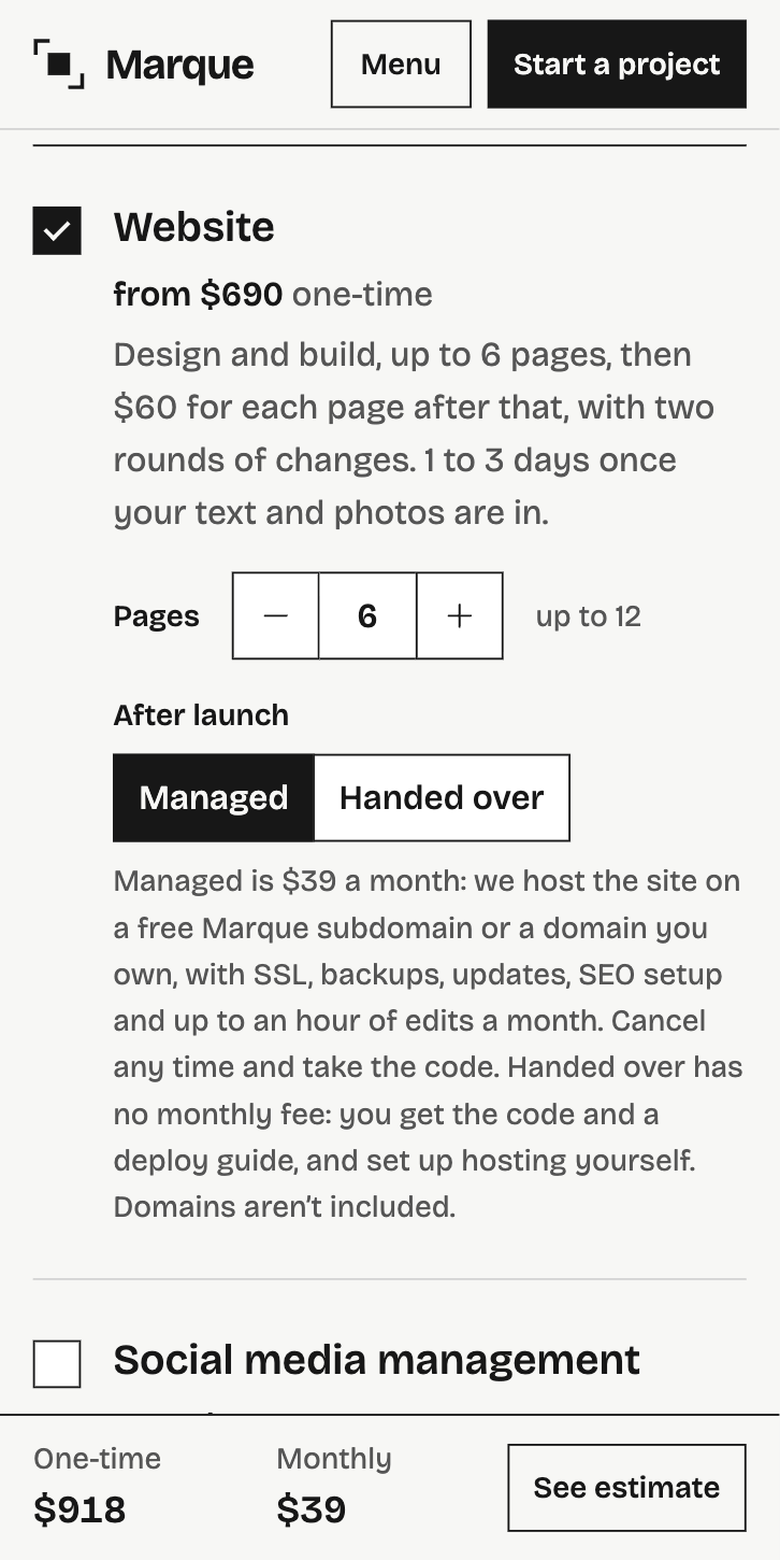 Marque
Menu
Start a project
Website
from $690 one-time
Design and build, up to 6 pages, then
$60 for each page after that, with two
rounds of changes. 1 to 3 days once
your text and photos are in.
Pages
6
up to 12
After launch
Managed
Handed over
Managed is $39 a month: we host the site on
a free Marque subdomain or a domain you
own, with SSL, backups, updates, SEO setup
and up to an hour of edits a month. Cancel
any time and take the code. Handed over has
no monthly fee: you get the code and a
deploy guide, and set up hosting yourself.
Domains aren’t included.
Social media management
One-time
Monthly
$918
$39
See estimate